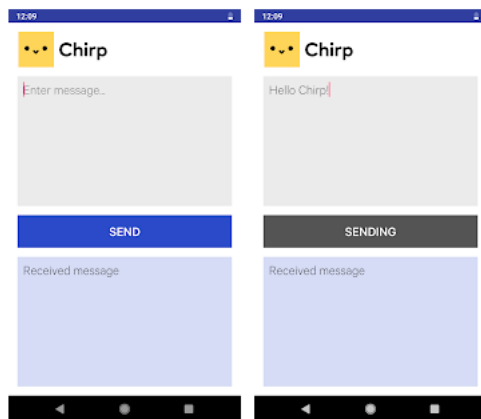 12:09
Chirp
Enter message...
SEND
Received message
12:09
Chirp
Hello Chirp!
SENDING
Received message